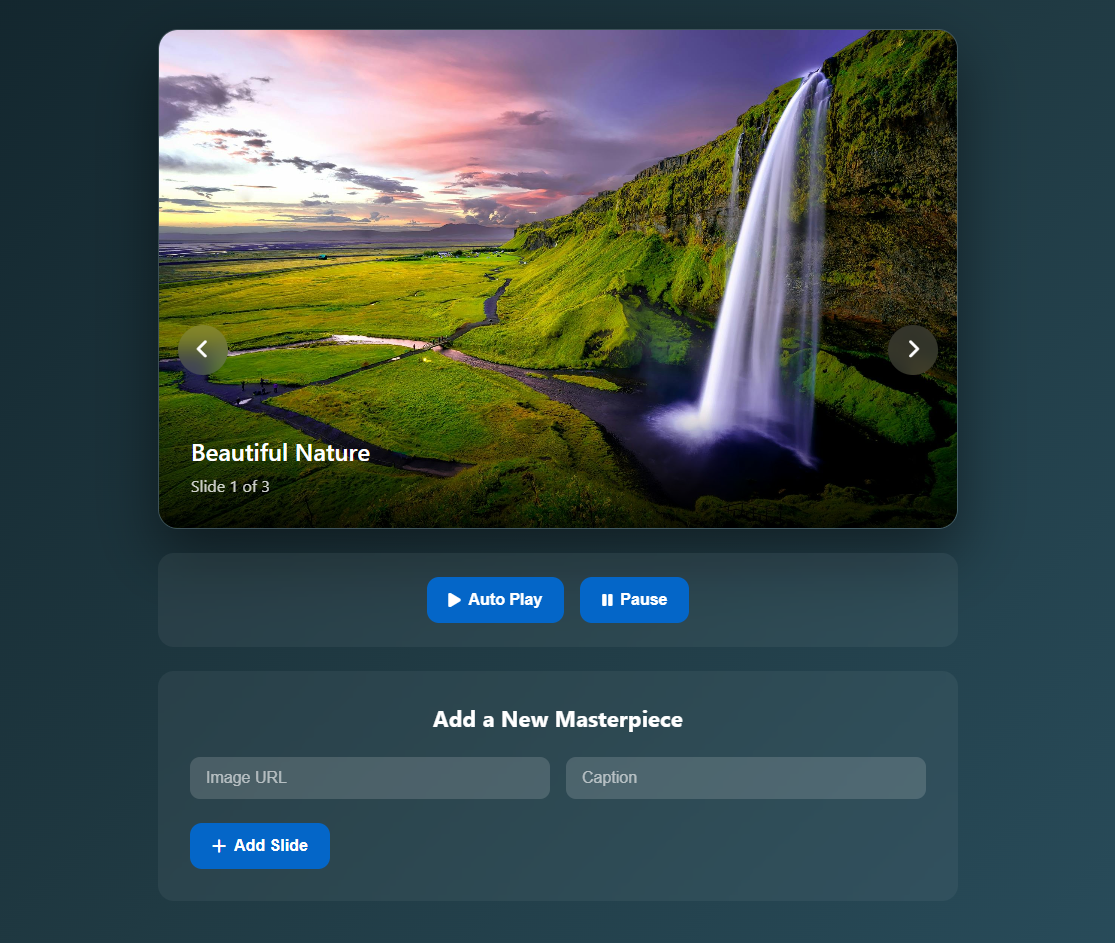 Beautiful Nature
Slide 1 of 3
Auto Play
Pause
Add a New Masterpiece
Image URL
Caption
Add Slide